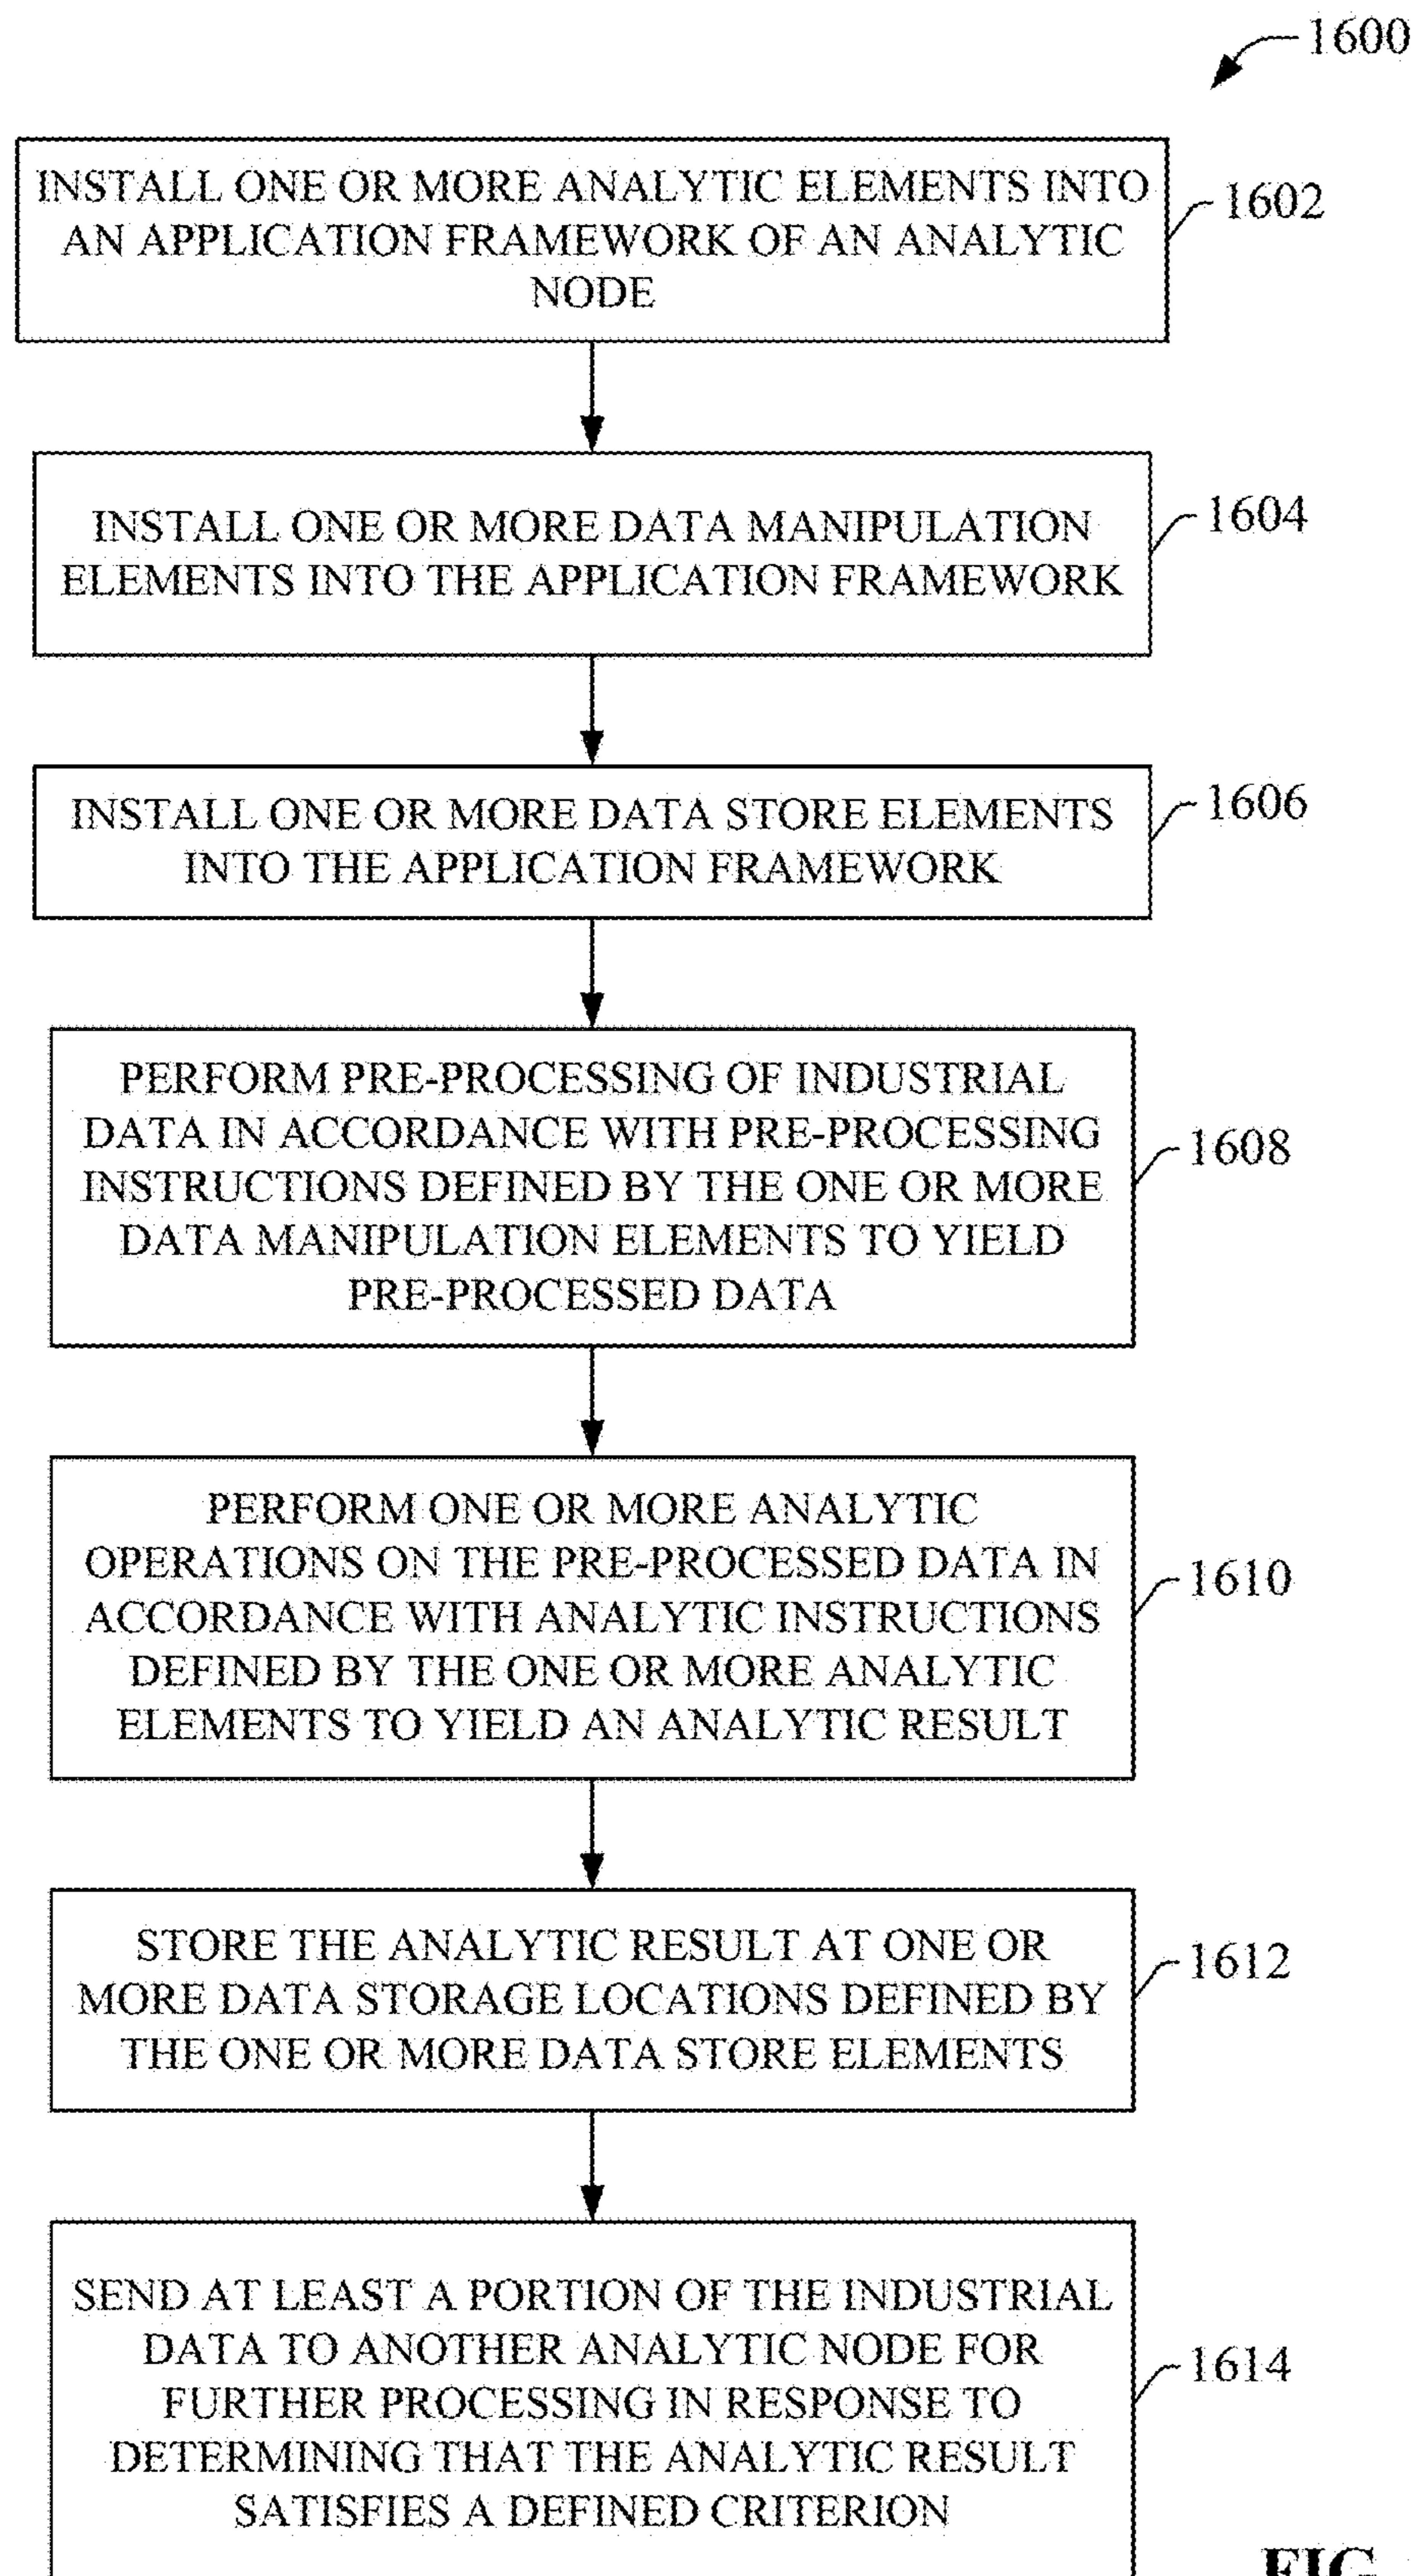 1600
INSTALL ONE OR MORE ANALYTIC ELEMENTS INTO
AN APPLICATION FRAMEWORK OF AN ANALYTIC
NODE
1602
INSTALL ONE OR MORE DATA MANIPULATION
ELEMENTS INTO THE APPLICATION FRAMEWORK
1604
INSTALL ONE OR MORE DATA STORE ELEMENTS
INTO THE APPLICATION FRAMEWORK
1606
PERFORM PRE-PROCESSING OF INDUSTRIAL
DATA IN ACCORDANCE WITH PRE-PROCESSING
INSTRUCTIONS DEFINED BY THE ONE OR MORE
DATA MANIPULATION ELEMENTS TO YIELD
PRE-PROCESSED DATA
1608
PERFORM ONE OR MORE ANALYTIC
OPERATIONS ON THE PRE-PROCESSED DATA IN
ACCORDANCE WITH ANALYTIC INSTRUCTIONS
DEFINED BY THE ONE OR MORE ANALYTIC
ELEMENTS TO YIELD AN ANALYTIC RESULT
1610
STORE THE ANALYTIC RESULT AT ONE OR
MORE DATA STORAGE LOCATIONS DEFINED BY
THE ONE OR MORE DATA STORE ELEMENTS
1612
SEND AT LEAST A PORTION OF THE INDUSTRIAL
DATA TO ANOTHER ANALYTIC NODE FOR
FURTHER PROCESSING IN RESPONSE TO
DETERMINING THAT THE ANALYTIC RESULT
SATISFIES A DEFINED CRITERION
1614
FIG